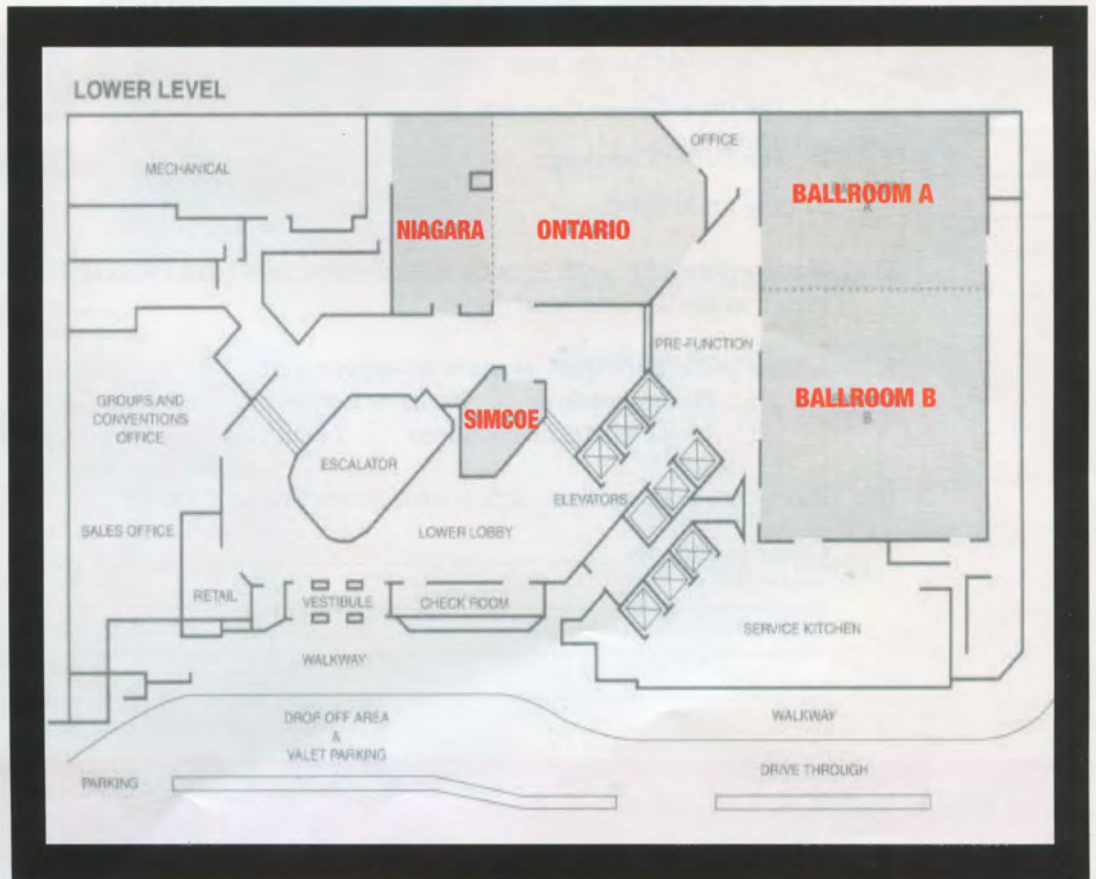 LOWER LEVEL
MECHANICAL
OFFICE
BALLROOM A
A
NIAGARA
ONTARIO
PRE-FUNCTION
GROUPS AND
CONVENTIONS
OFFICE
SIMCOE
BALLROOM B
B
ESCALATOR
ELEVATORS
SALES OFFICE
LOWER LOBBY
RETAIL
VESTIBULE
CHECK ROOM
SERVICE KITCHEN
WALKWAY
DROP OFF AREA
&
VALET PARKING
WALKWAY
PARKING
DRIVE THROUGH